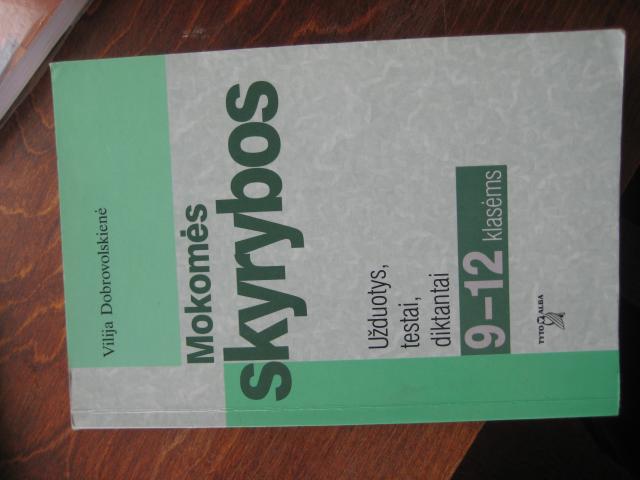 Vilija Dobrovolskienė
Mokomės
skyrybos
Užduotys,
testai,
diktantai
9–12 klasėms
TYTO ALBA